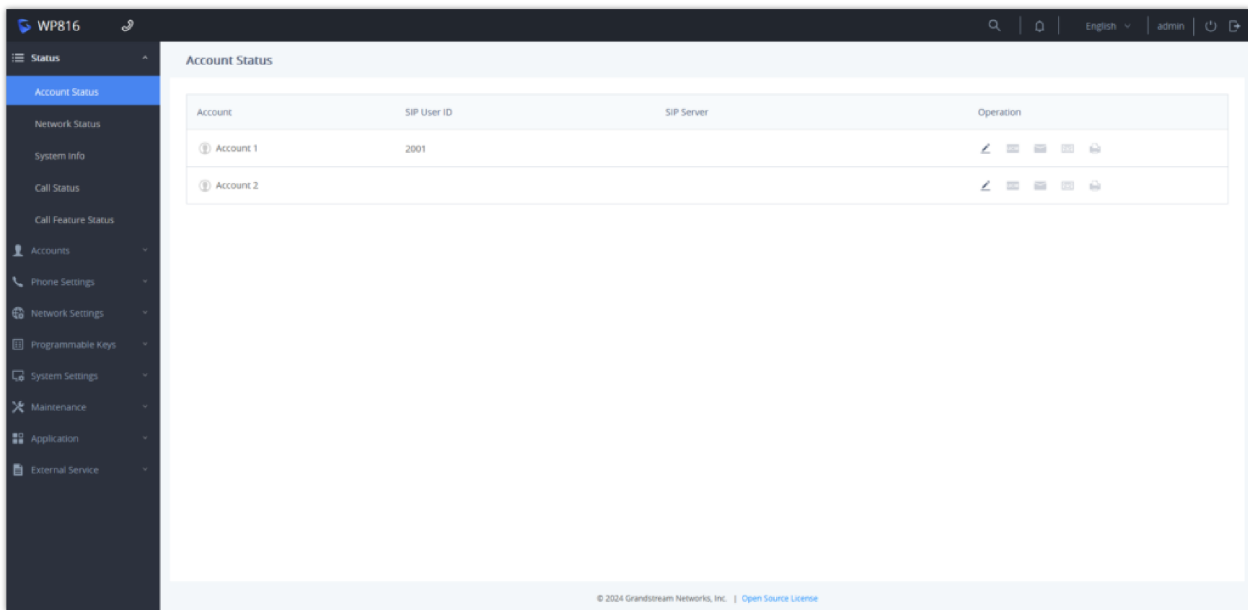 WP816
English
admin
Status
Account Status
Network Status
System Info
Call Status
Call Feature Status
Accounts
Phone Settings
Network Settings
Programmable Keys
System Settings
Maintenance
Application
External Service
Account Status
Account SIP User ID SIP Server Operation
Account 1 2001
Account 2
© 2024 Grandstream Networks, Inc. | Open Source License